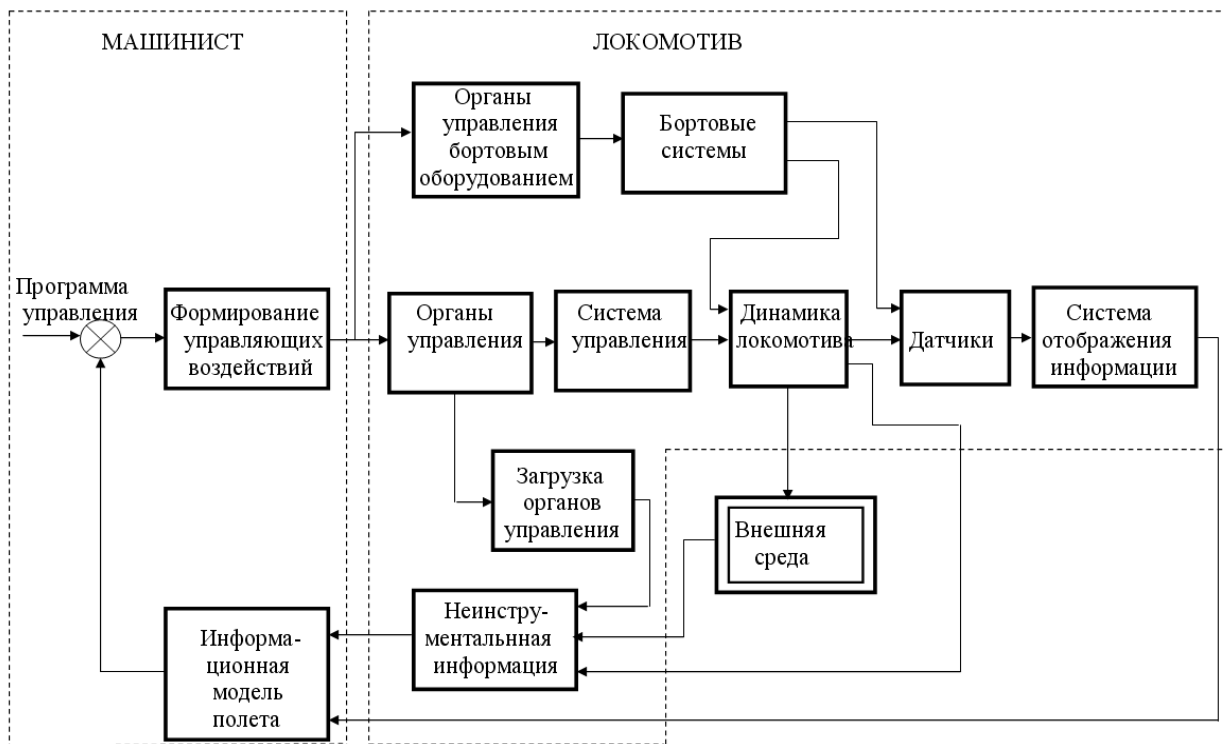 МАШИНИСТ
ЛОКОМОТИВ
Органы
управления
бортовым
оборудованием
Бортовые
системы
Программа
управления
Формирование
управляющих
воздействий
Органы
управления
Система
управления
Динамика
локомотива
Датчики
Система
отображения
информации
Загрузка
органов
управления
Внешняя
среда
Неинстру-
ментальнная
информация
Информа-
ационная
модель
полета